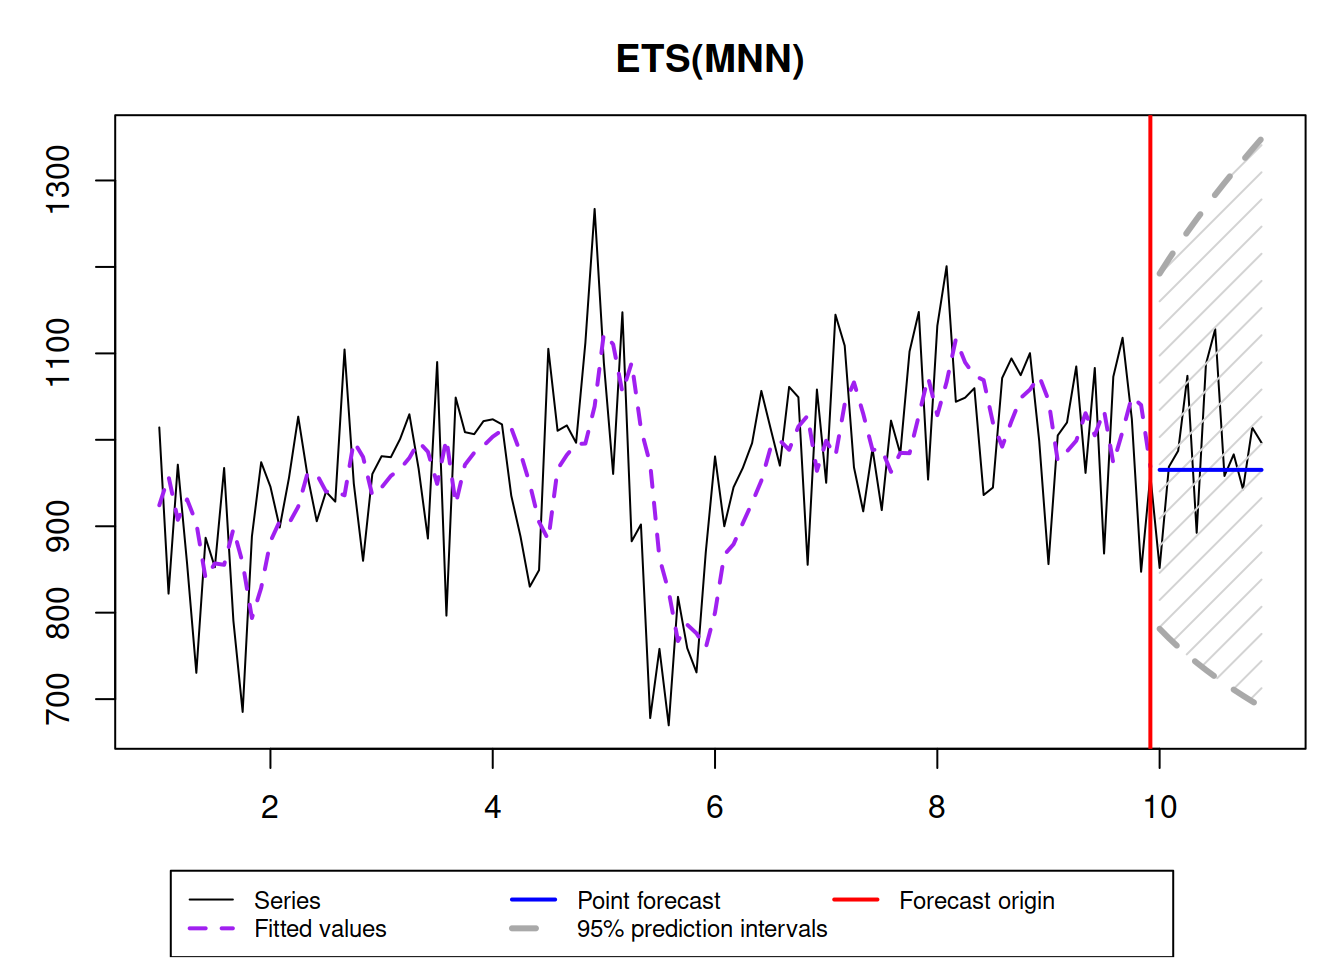 ETS(MNN)
1300
1100
900
800
700
2 4 6 8 10
Series Point forecast Forecast origin
Fitted values 95% prediction intervals